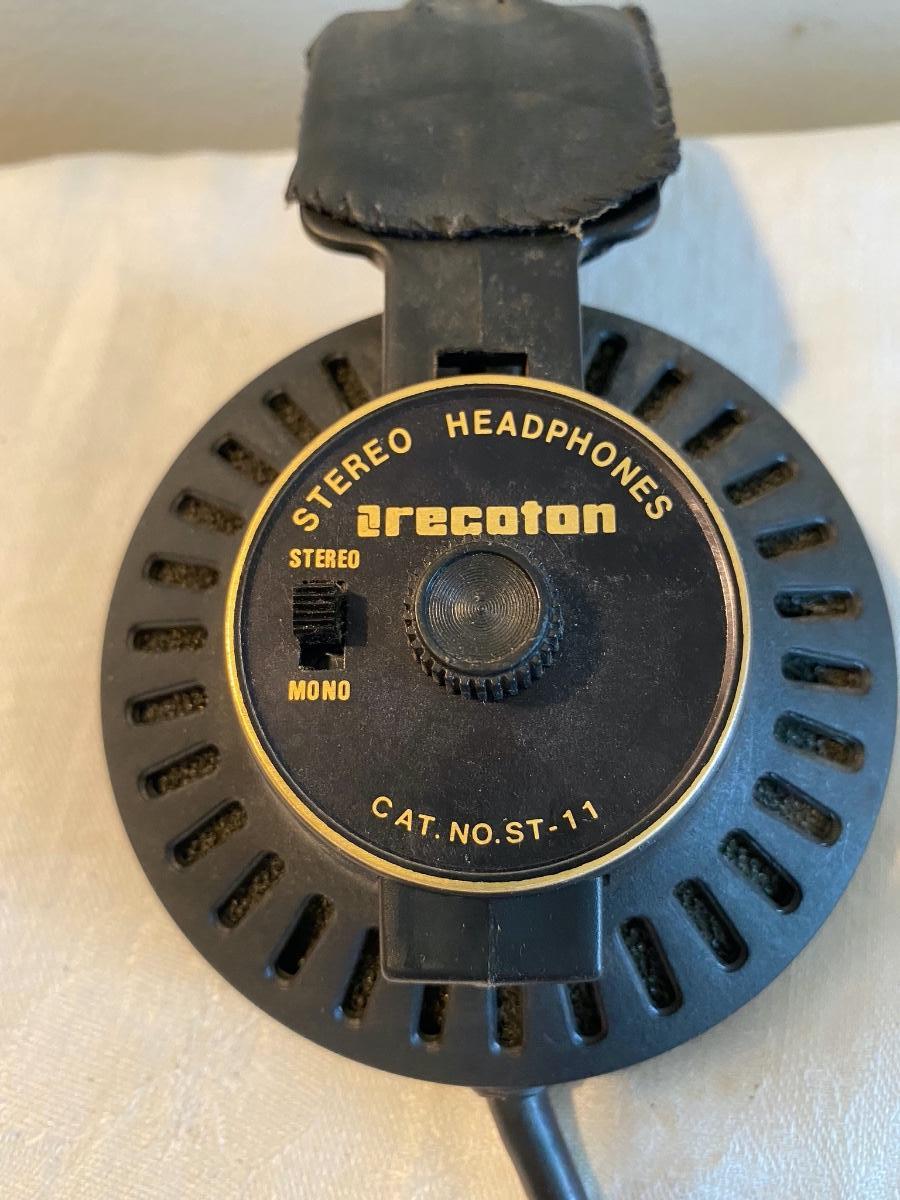 STEREO HEADPHONES
recoton
STEREO
MONO
CAT. NO. ST-11